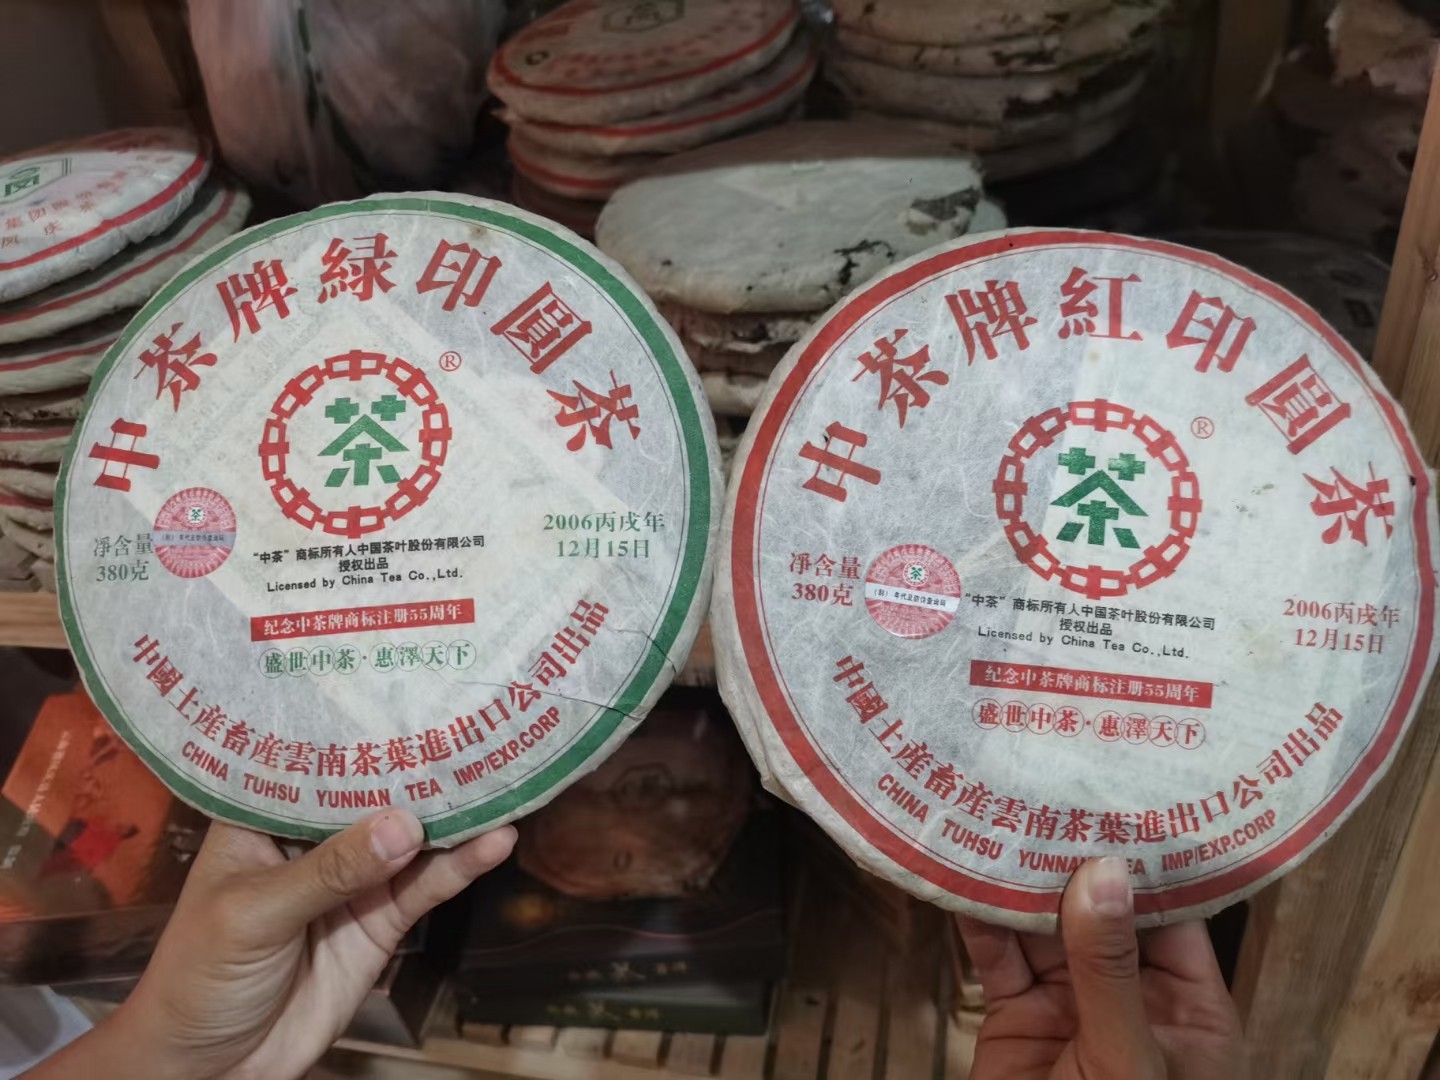 中茶牌緑印圓茶
®
茶
2006丙戌年
12月15日
淨含量
380克
"中茶"商标所有人中国茶叶股份有限公司
授权出品
Licensed by China Tea Co.,Ltd.
纪念中茶牌商标注册55周年
盛世中茶·惠澤天下
中國土産畜産雲南茶葉進出口公司出品
CHINA TUHSU YUNNAN TEA IMP/EXP.CORP
中茶牌紅印圓茶
®
茶
2006丙戌年
12月15日
淨含量
380克
"中茶"商标所有人中国茶叶股份有限公司
授权出品
Licensed by China Tea Co.,Ltd.
纪念中茶牌商标注册55周年
盛世中茶·惠澤天下
中國土産畜産雲南茶葉進出口公司出品
CHINA TUHSU YUNNAN TEA IMP/EXP.CORP